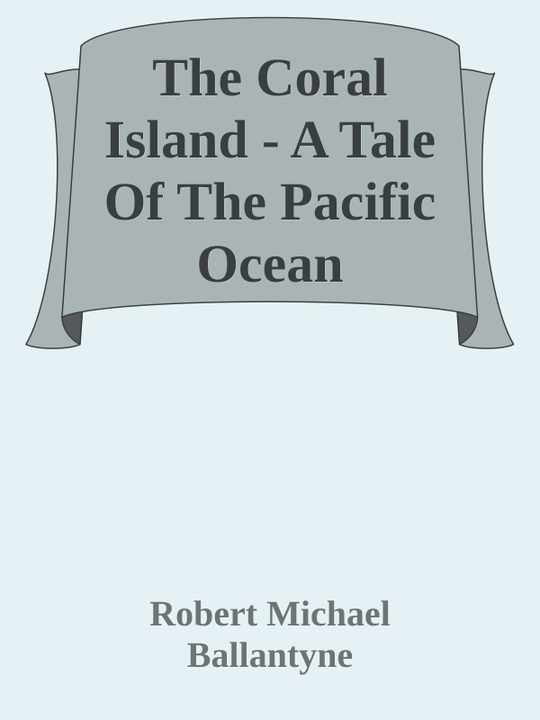 The Coral
Island - A Tale
Of The Pacific
Ocean
Robert Michael
Ballantyne